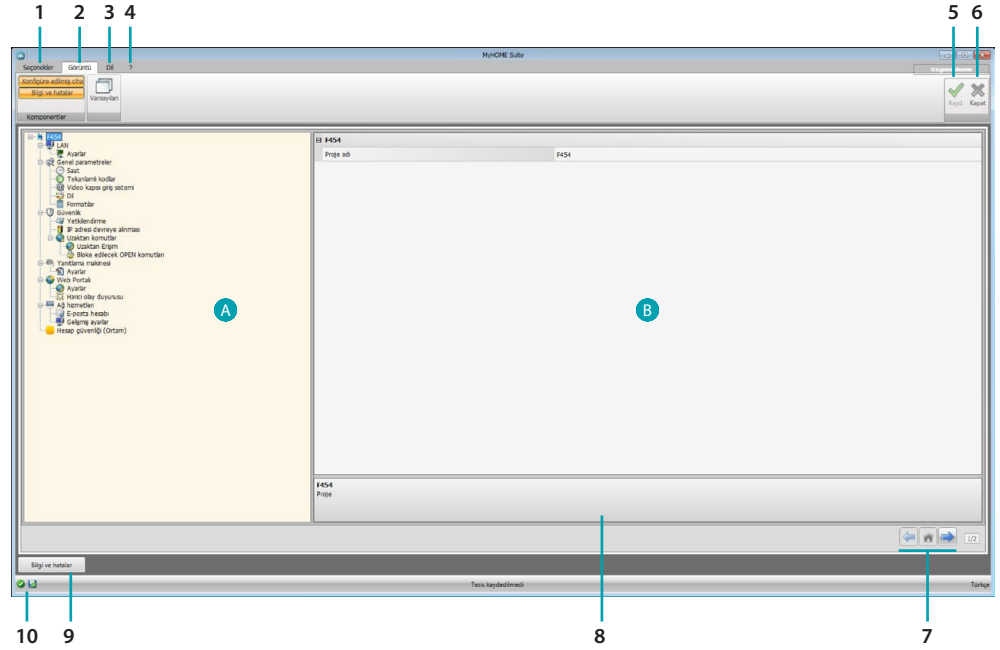 1 2 3 4 5 6
MyHOME Suite
Seçenekler Görüntü Dil ?
Konfigüre edilmiş ciha
Bilgi ve hatalar
Varsayılan
Kayd. Kapat
Komponentler
F454
LAN
Ayarlar
Genel parametreler
Saat
Tekanlamlı kodlar
Video kapısı giriş sistemi
Dil
Formatlar
Güvenlik
Yetkilendirme
IP adresi devreye alınması
Uzaktan komutlar
Uzaktan Erişim
Bloke edilecek OPEN komutları
Yanıtlama makinesi
Ayarlar
Web Portalı
Ayarlar
Harici olay duyurusu
Ağ hizmetleri
E-posta hesabı
Gelişmiş ayarlar
Hesap güvenliği (Ortam)
A
F454
Proje adı F454
B
F454
Proje
1/2
Bilgi ve hatalar
Tesis kaydedilmedi Türkçe
10 9 8 7